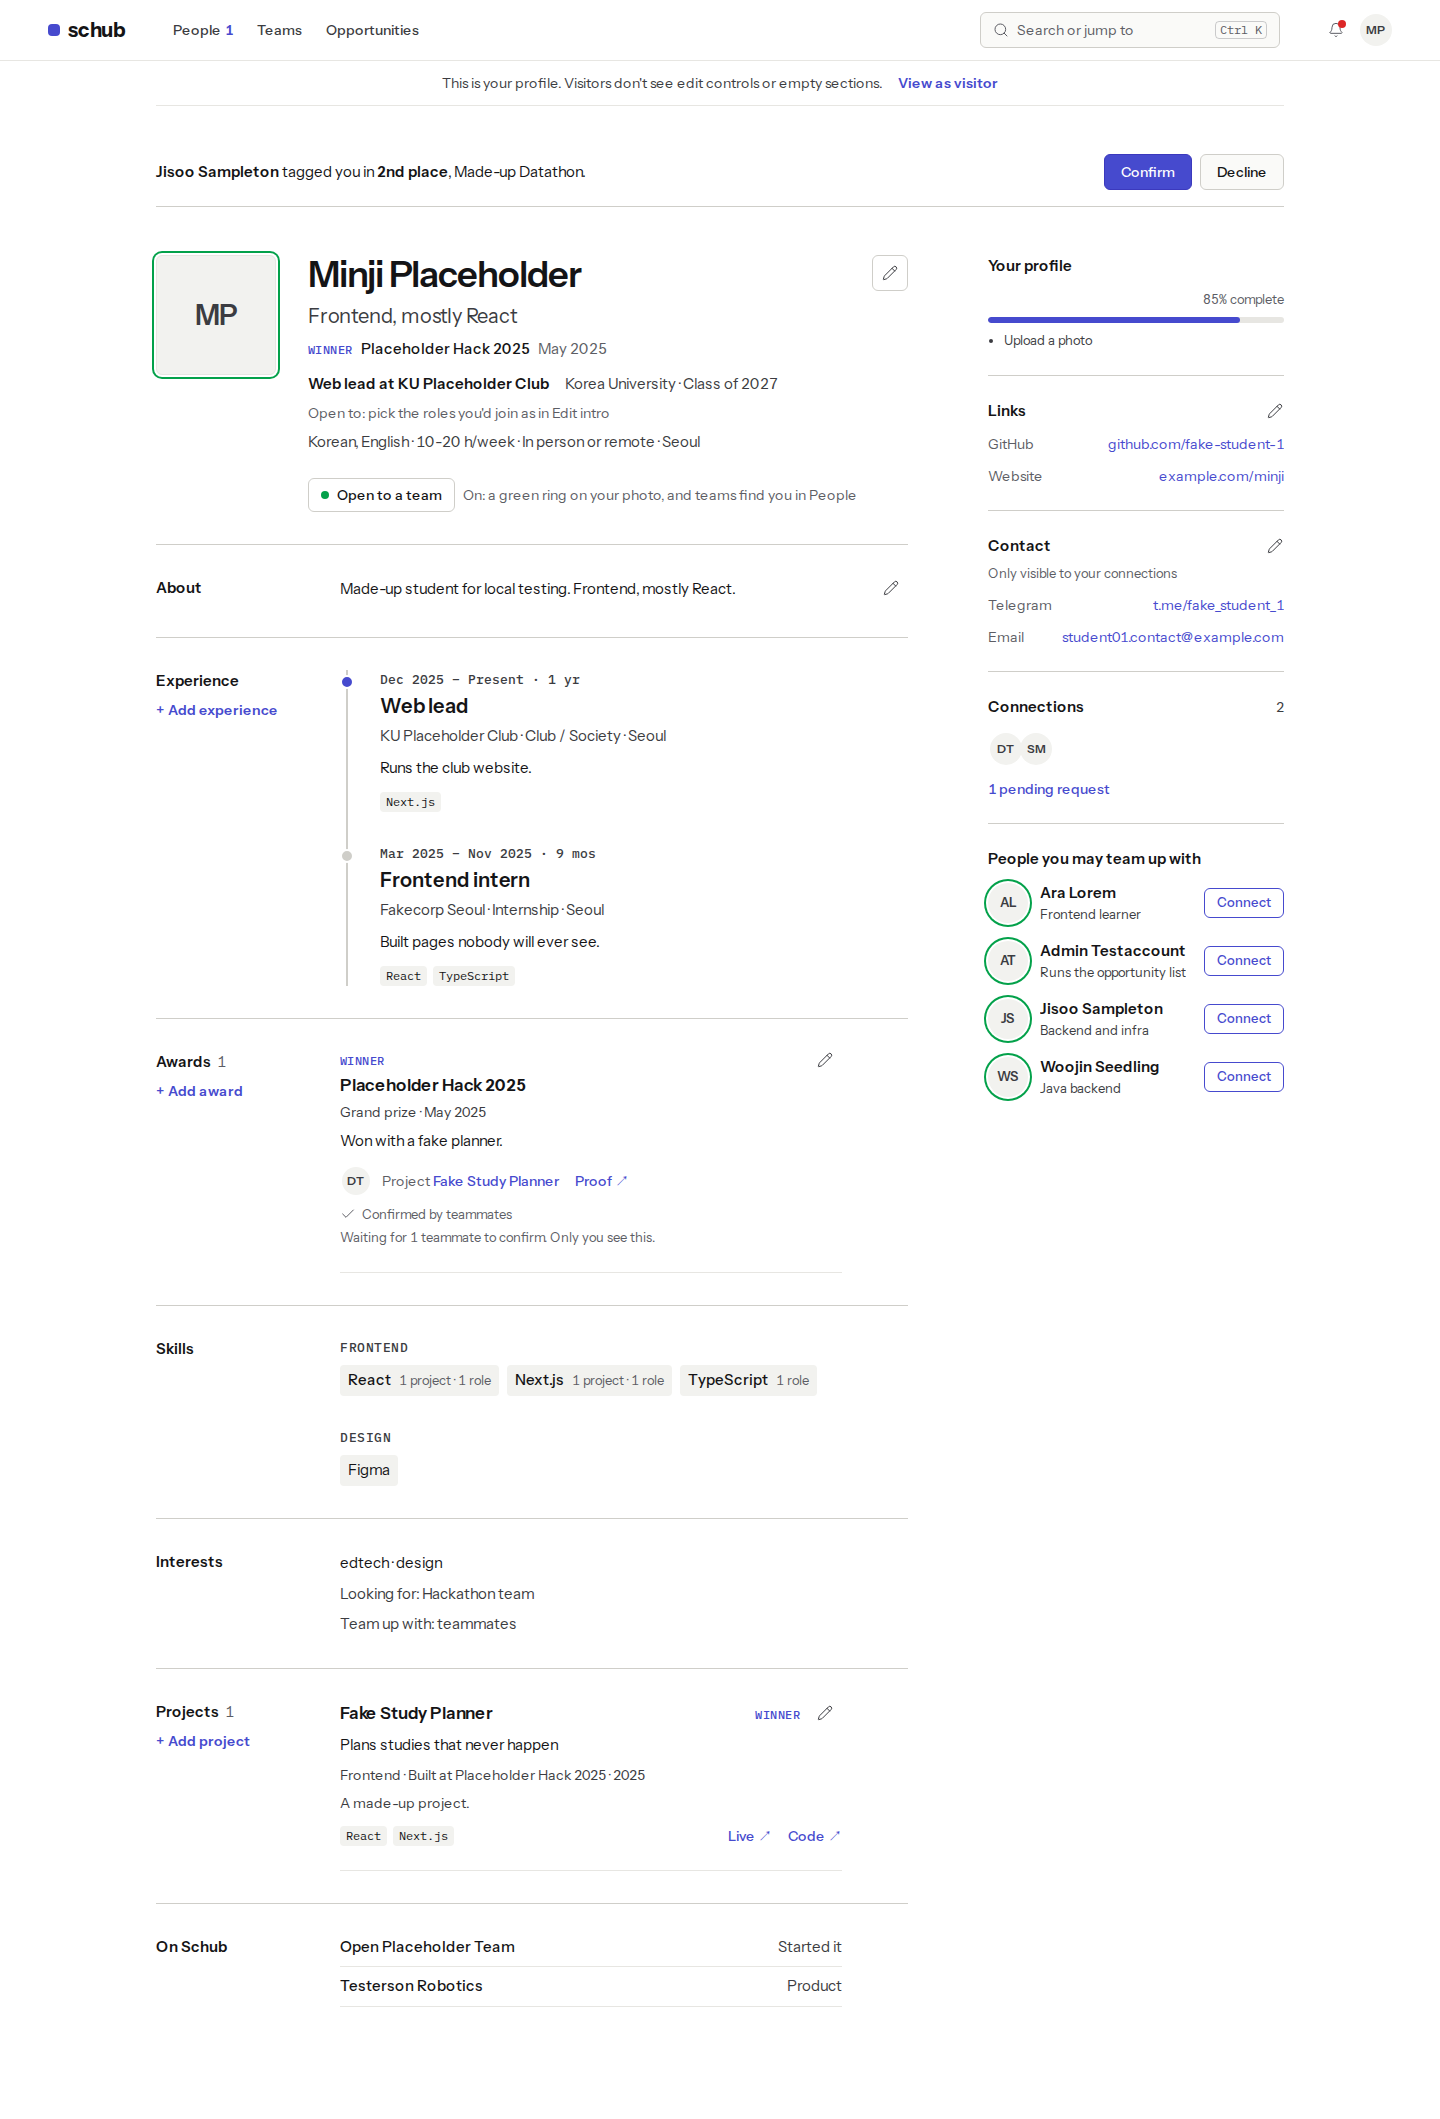 schub People 1 Teams Opportunities Search or jump to Ctrl K MP
This is your profile. Visitors don't see edit controls or empty sections. View as visitor
Jisoo Sampleton tagged you in 2nd place, Made-up Datathon. Confirm Decline
MP
Minji Placeholder
Frontend, mostly React
WINNER Placeholder Hack 2025 May 2025
Web lead at KU Placeholder Club Korea University · Class of 2027
Open to: pick the roles you'd join as in Edit intro
Korean, English · 10-20 h/week · In person or remote · Seoul
Open to a team On: a green ring on your photo, and teams find you in People
About
Made-up student for local testing. Frontend, mostly React.
Experience
+ Add experience
Dec 2025 – Present · 1 yr
Web lead
KU Placeholder Club · Club / Society · Seoul
Runs the club website.
Next.js
Mar 2025 – Nov 2025 · 9 mos
Frontend intern
Fakecorp Seoul · Internship · Seoul
Built pages nobody will ever see.
React TypeScript
Awards 1
+ Add award
WINNER
Placeholder Hack 2025
Grand prize · May 2025
Won with a fake planner.
DT Project Fake Study Planner Proof ↗
Confirmed by teammates
Waiting for 1 teammate to confirm. Only you see this.
Skills
FRONTEND
React 1 project · 1 role Next.js 1 project · 1 role TypeScript 1 role
DESIGN
Figma
Interests
edtech · design
Looking for: Hackathon team
Team up with: teammates
Projects 1
+ Add project
Fake Study Planner WINNER
Plans studies that never happen
Frontend · Built at Placeholder Hack 2025 · 2025
A made-up project.
React Next.js Live ↗ Code ↗
On Schub
Open Placeholder Team Started it
Testerson Robotics Product
Your profile
85% complete
• Upload a photo
Links
GitHub github.com/fake-student-1
Website example.com/minji
Contact
Only visible to your connections
Telegram t.me/fake_student_1
Email student01.contact@example.com
Connections 2
DT SM
1 pending request
People you may team up with
AL Ara Lorem Connect
Frontend learner
AT Admin Testaccount Connect
Runs the opportunity list
JS Jisoo Sampleton Connect
Backend and infra
WS Woojin Seedling Connect
Java backend